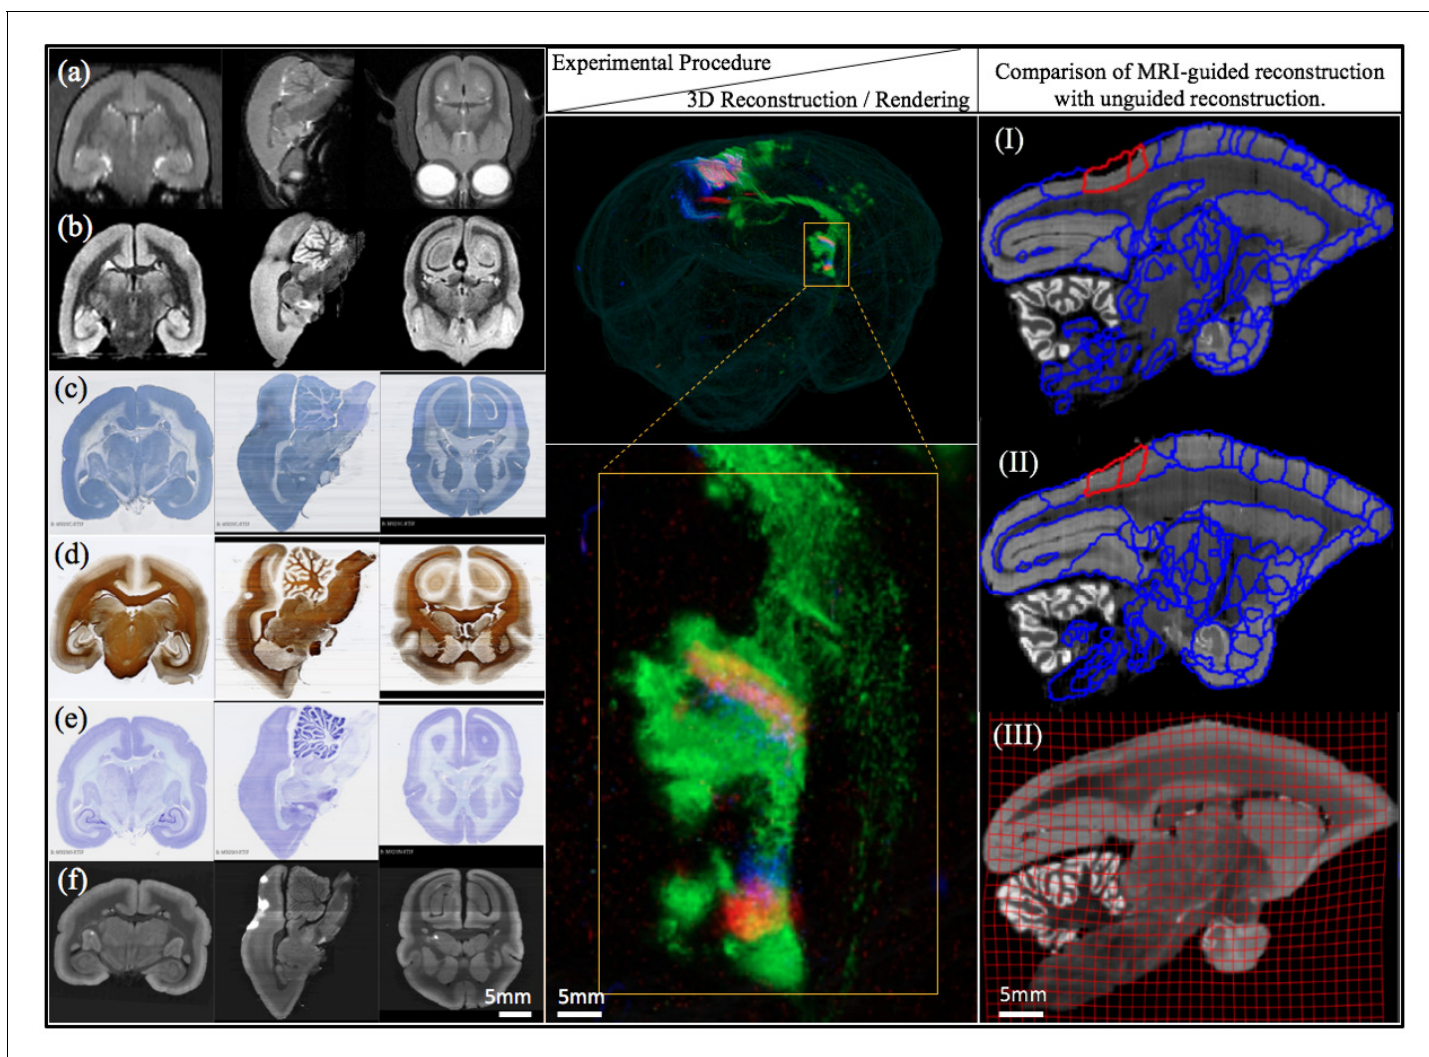 (a)
(b)
(c)
(d)
(e)
(f)
5mm
Experimental Procedure
3D Reconstruction / Rendering
5mm
Comparison of MRI-guided reconstruction
with unguided reconstruction.
(I)
(II)
(III)
5mm